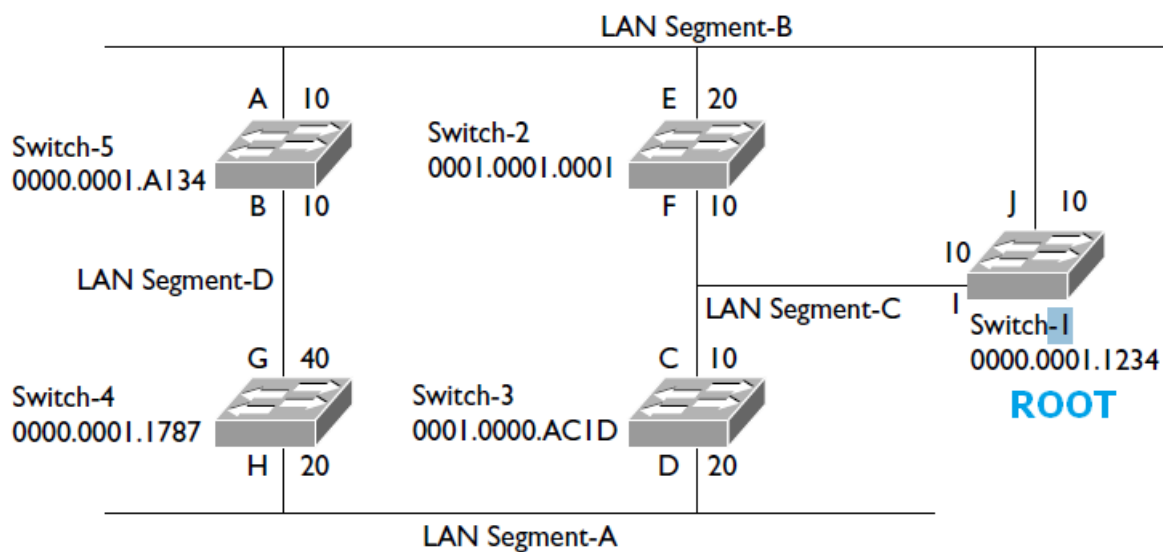 LAN Segment-B
A 10
E 20
Switch-5
0000.0001.A134
Switch-2
0001.0001.0001
B 10
F 10
J 10
10
LAN Segment-D
LAN Segment-C
I
Switch-1
0000.0001.1234
ROOT
G 40
C 10
Switch-4
0000.0001.1787
Switch-3
0001.0000.AC1D
H 20
D 20
LAN Segment-A